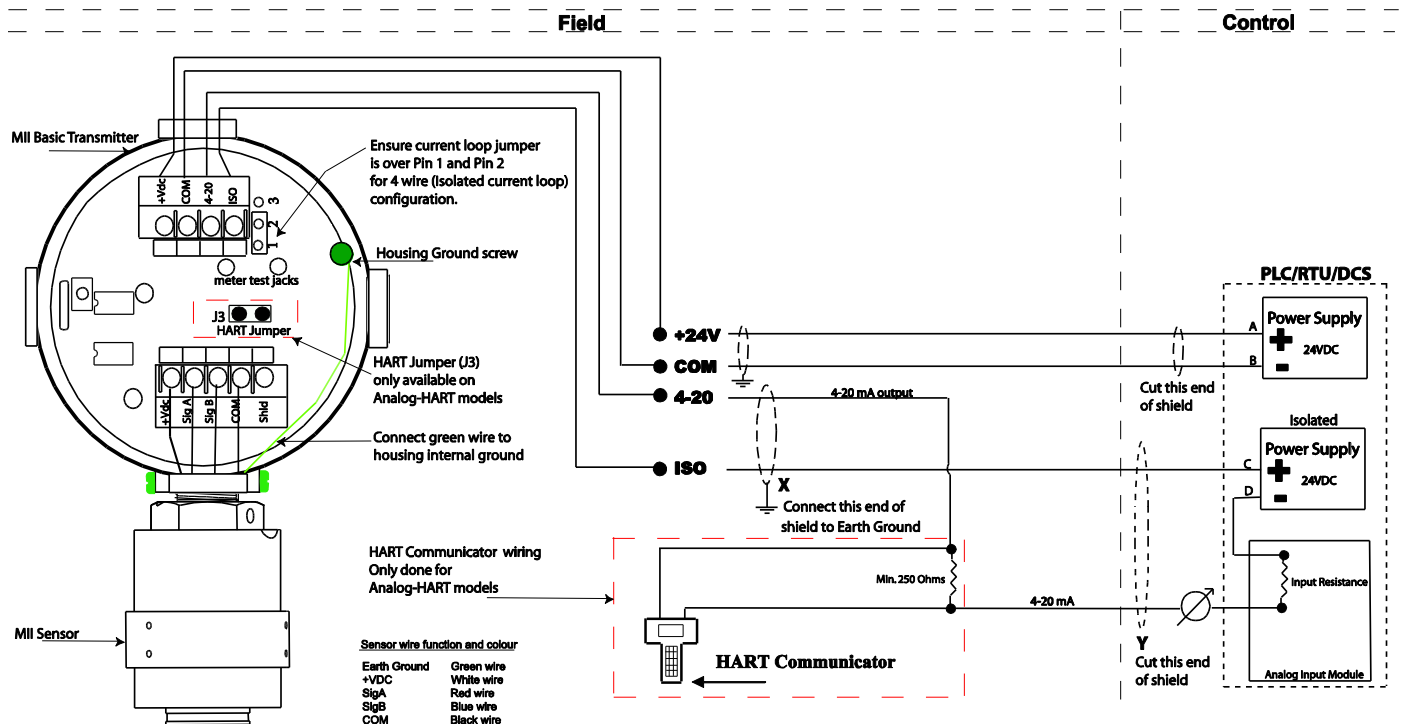 Field
Control
MII Basic Transmitter
Ensure current loop jumper
is over Pin 1 and Pin 2
for 4 wire (Isolated current loop)
configuration.
+Vdc
COM
4-20
ISO
3
2
1
Housing Ground screw
meter test jacks
J3
HART Jumper
HART Jumper (J3)
only available on
Analog-HART models
+Vdc
Sig A
Sig B
COM
Shld
Connect green wire to
housing internal ground
+24V
COM
4-20
ISO
4-20 mA output
X
Connect this end of
shield to Earth Ground
Cut this end
of shield
PLC/RTU/DCS
A
B
Power Supply
+
24VDC
-
Isolated
C
D
Power Supply
+
24VDC
-
Input Resistance
Analog Input Module
HART Communicator wiring
Only done for
Analog-HART models
Min. 250 Ohms
4-20 mA
HART Communicator
Y
Cut this end
of shield
MII Sensor
Sensor wire function and colour
Earth Ground Green wire
+VDC White wire
SigA Red wire
SigB Blue wire
COM Black wire